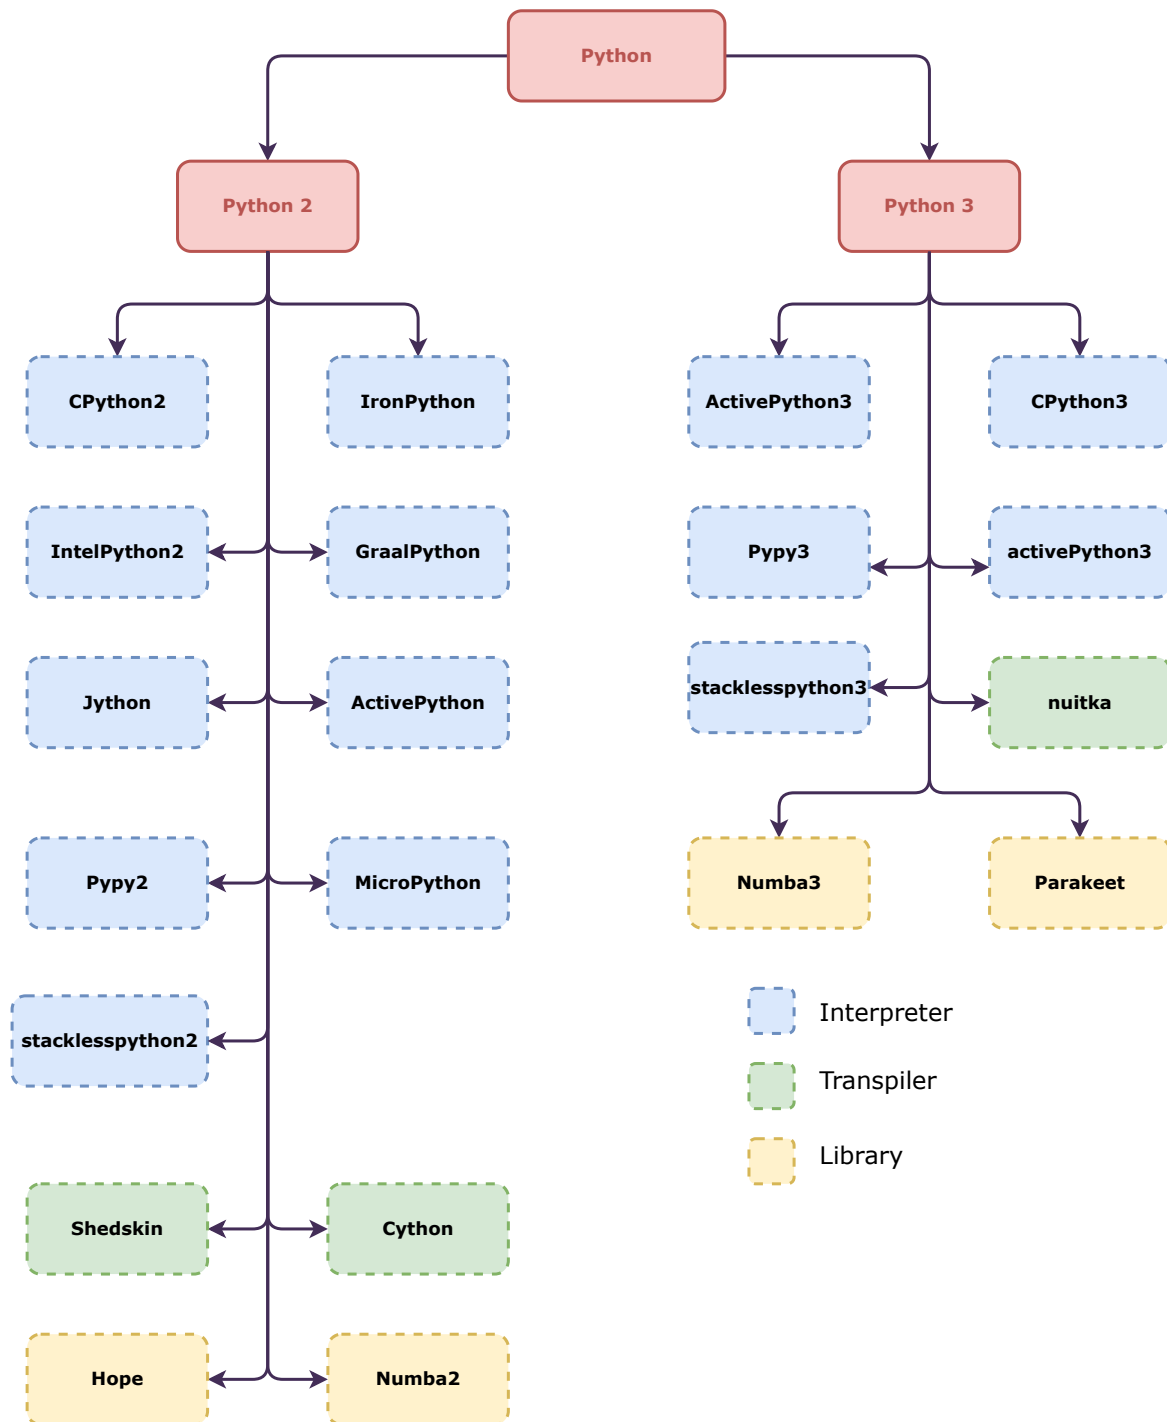 Python
Python 2
Python 3
CPython2
IronPython
ActivePython3
CPython3
IntelPython2
GraalPython
Pypy3
activePython3
Jython
ActivePython
stacklesspython3
nuitka
Pypy2
MicroPython
Numba3
Parakeet
stacklesspython2
Interpreter
Transpiler
Library
Shedskin
Cython
Hope
Numba2